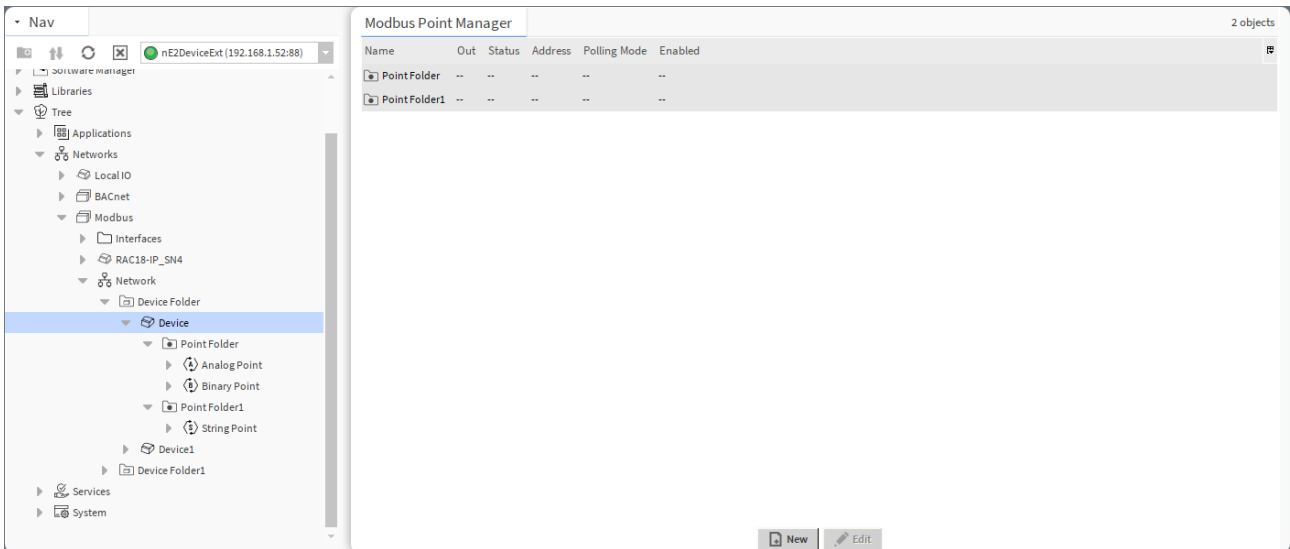 Nav
nE2DeviceExt (192.168.1.52:88)
Software Manager
Libraries
Tree
Applications
Networks
Local IO
BACnet
Modbus
Interfaces
RAC18-IP_SN4
Network
Device Folder
Device
Point Folder
Analog Point
Binary Point
Point Folder1
String Point
Device1
Device Folder1
Services
System
Modbus Point Manager 2 objects
Name Out Status Address Polling Mode Enabled
Point Folder -- -- -- -- --
Point Folder1 -- -- -- -- --
New Edit